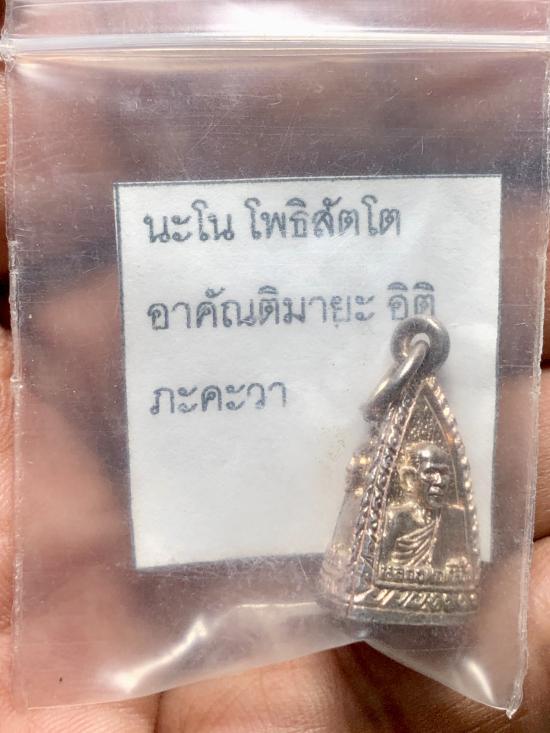 นะโน โพธิสัตโต
อาคัณติมายะ อิติ
ภะคะวา